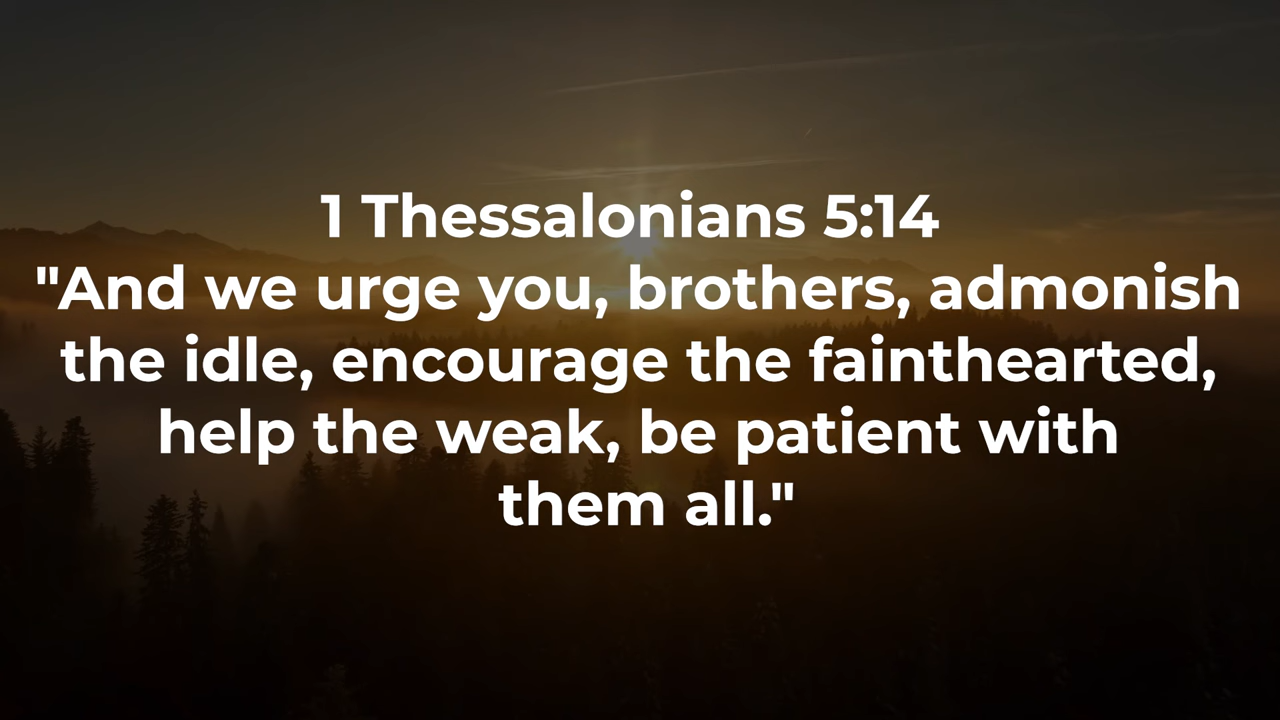 1 Thessalonians 5:14
"And we urge you, brothers, admonish
the idle, encourage the fainthearted,
help the weak, be patient with
them all."